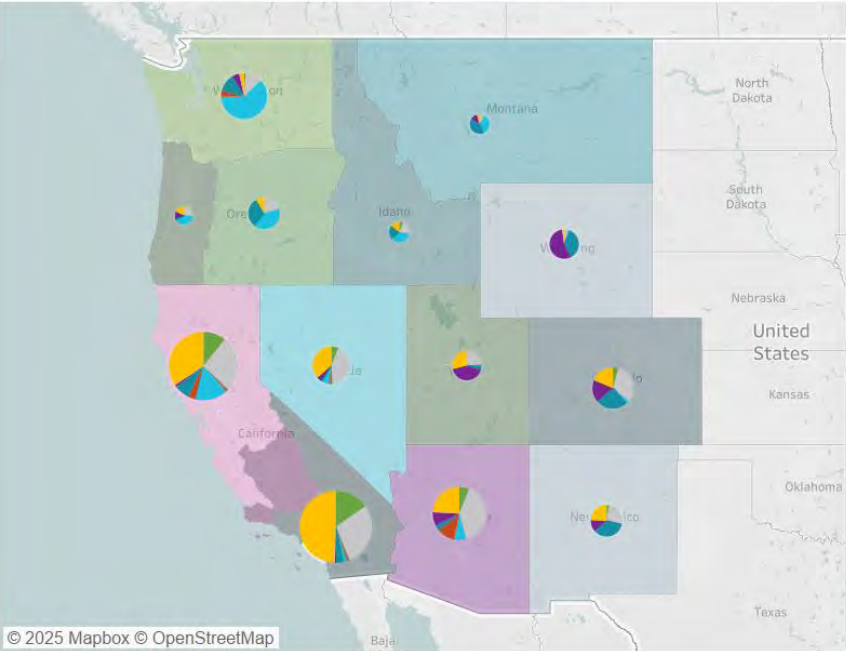 North
Dakota
Montana
South
Dakota
Idaho
Nebraska
United
States
Kansas
California
Oklahoma
Texas
© 2025 Mapbox © OpenStreetMap
Baja